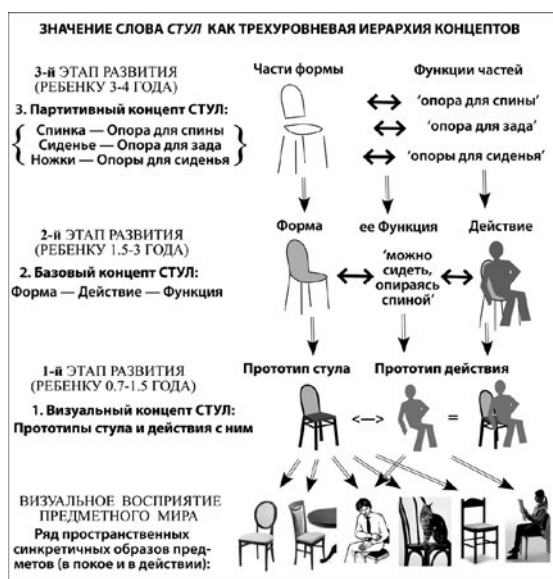 ЗНАЧЕНИЕ СЛОВА СТУЛ КАК ТРЕХУРОВНЕВАЯ ИЕРАРХИЯ КОНЦЕПТОВ
3-й ЭТАП РАЗВИТИЯ
(РЕБЕНКУ 3-4 ГОДА)
3. Партитивный концепт СТУЛ:
{ Спинка — Опора для спины }
Сиденье — Опора для зада
Ножки — Опоры для сиденья
Части формы
Функции частей
‘опора для спины’
‘опора для зада’
‘опоры для сиденья’
2-й ЭТАП РАЗВИТИЯ
(РЕБЕНКУ 1.5-3 ГОДА)
2. Базовый концепт СТУЛ:
Форма — Действие — Функция
Форма
ее Функция
Действие
‘можно
сидеть,
опираясь
спиной’
1-й ЭТАП РАЗВИТИЯ
(РЕБЕНКУ 0.7-1.5 ГОДА)
1. Визуальный концепт СТУЛ:
Прототипы стула и действия с ним
Прототип стула
Прототип действия
<—> =
ВИЗУАЛЬНОЕ ВОСПРИЯТИЕ
ПРЕДМЕТНОГО МИРА
Ряд пространственных
синкретичных образов пред-
метов (в покое и в действии):